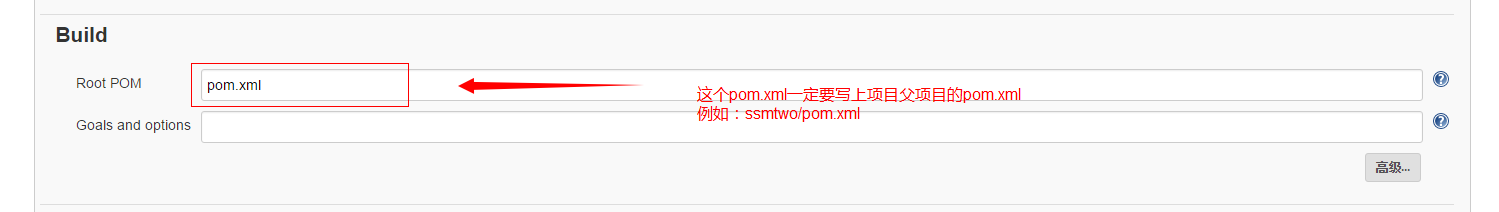 Build
Root POM
pom.xml
这个pom.xml一定要写上项目父项目的pom.xml
例如：ssmtwo/pom.xml
Goals and options
高级...